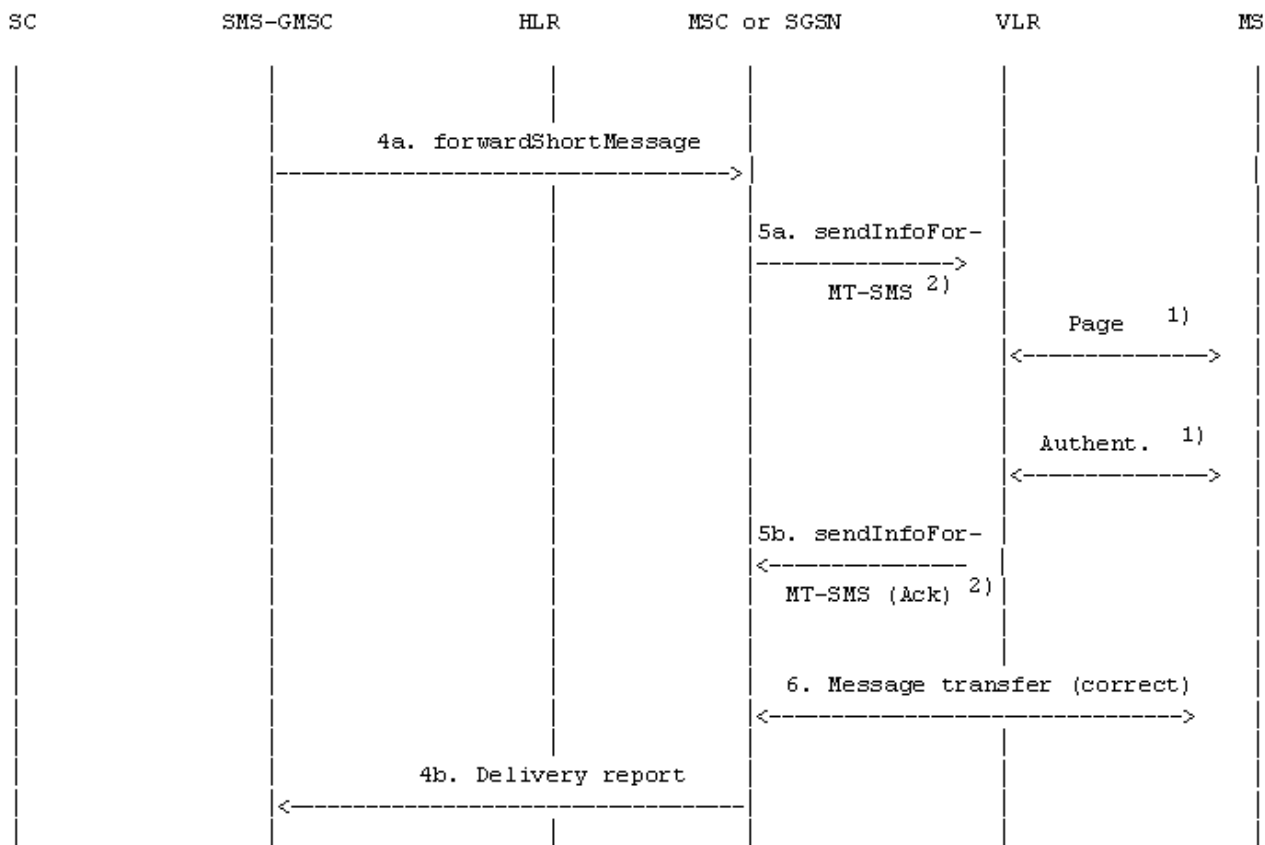 SC SMS-GMSC HLR MSC or SGSN VLR MS
4a. forwardShortMessage
5a. sendInfoFor-
MT-SMS 2)
Page 1)
Authent. 1)
5b. sendInfoFor-
MT-SMS (Ack) 2)
6. Message transfer (correct)
4b. Delivery report